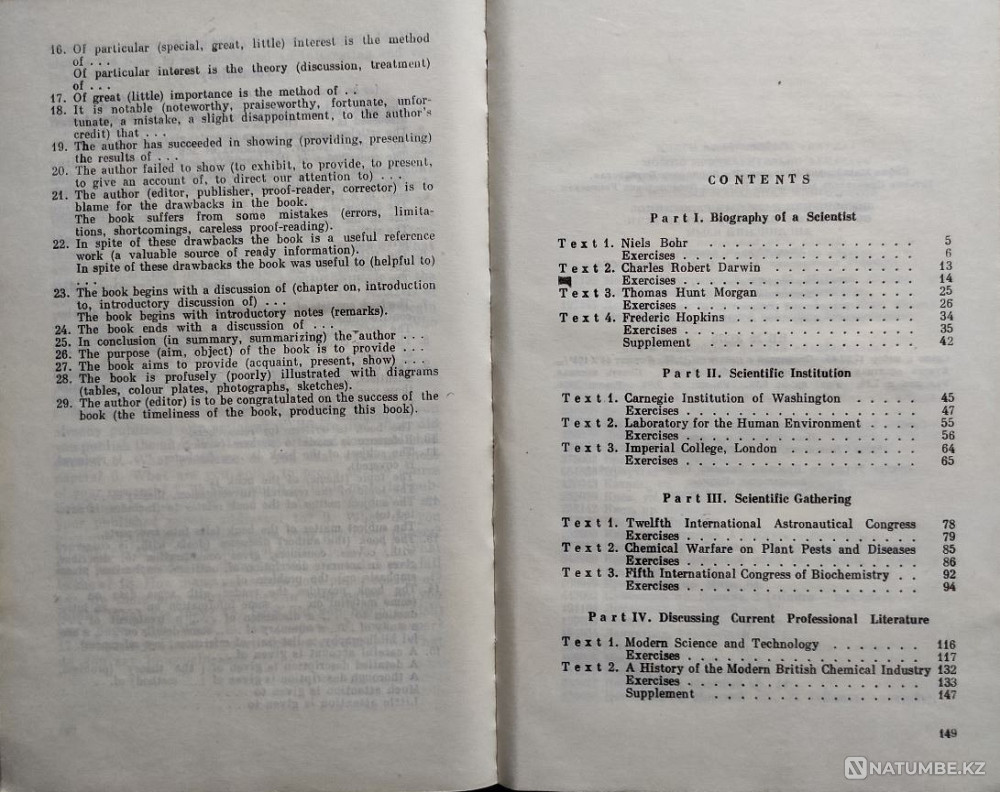 16. Of particular (special, great, little) interest is the method
of . . .
Of particular interest is the theory (discussion, treatment)
of . . .
17. Of great (little) importance is the method of . .
18. It is notable (noteworthy, praiseworthy, fortunate, unfor-
tunate, a mistake, a slight disappointment, to the author's
credit) that . . .
19. The author has succeeded in showing (providing, presenting)
the results of . . .
20. The author failed to show (to exhibit, to provide, to present,
to give an account of, to direct our attention to) . . .
21. The author (editor, publisher, proof-reader, corrector) is to
blame for the drawbacks in the book.
The book suffers from some mistakes (errors, limita-
tions, shortcomings, careless proof-reading).
22. In spite of these drawbacks the book is a useful reference
work (a valuable source of ready information).
In spite of these drawbacks the book was useful to (helpful to)
. . .
23. The book begins with a discussion of (chapter on, introduction
to, introductory discussion of) . . .
The book begins with introductory notes (remarks).
24. The book ends with a discussion of . . .
25. In conclusion (in summary, summarizing) the author . . .
26. The purpose (aim, object) of the book is to provide . . .
27. The book aims to provide (acquaint, present, show) . . .
28. The book is profusely (poorly) illustrated with diagrams
(tables, colour plates, photographs, sketches).
29. The author (editor) is to be congratulated on the success of the
book (the timeliness of the book, producing this book).
CONTENTS
Part I. Biography of a Scientist
Text 1. Niels Bohr . . . . . . . . . . . . . . 5
Exercises . . . . . . . . . . . . . . . . 6
Text 2. Charles Robert Darwin . . . . . . . . . . 13
Exercises . . . . . . . . . . . . . . . . 14
Text 3. Thomas Hunt Morgan . . . . . . . . . . . 25
Exercises . . . . . . . . . . . . . . . . 26
Text 4. Frederic Hopkins . . . . . . . . . . . . 34
Exercises . . . . . . . . . . . . . . . . 35
Supplement . . . . . . . . . . . . . . . 42
Part II. Scientific Institution
Text 1. Carnegie Institution of Washington . . . . . 45
Exercises . . . . . . . . . . . . . . . . 47
Text 2. Laboratory for the Human Environment . . . . 55
Exercises . . . . . . . . . . . . . . . . 56
Text 3. Imperial College, London . . . . . . . . . . 64
Exercises . . . . . . . . . . . . . . . . 65
Part III. Scientific Gathering
Text 1. Twelfth International Astronautical Congress 78
Exercises . . . . . . . . . . . . . . . . 79
Text 2. Chemical Warfare on Plant Pests and Diseases 85
Exercises . . . . . . . . . . . . . . . . 86
Text 3. Fifth International Congress of Biochemistry . . 92
Exercises . . . . . . . . . . . . . . . . 94
Part IV. Discussing Current Professional Literature
Text 1. Modern Science and Technology . . . . . . . 116
Exercises . . . . . . . . . . . . . . . . 117
Text 2. A History of the Modern British Chemical Industry 132
Exercises . . . . . . . . . . . . . . . . 133
Supplement . . . . . . . . . . . . . . . 147
149
NATUMBE.KZ